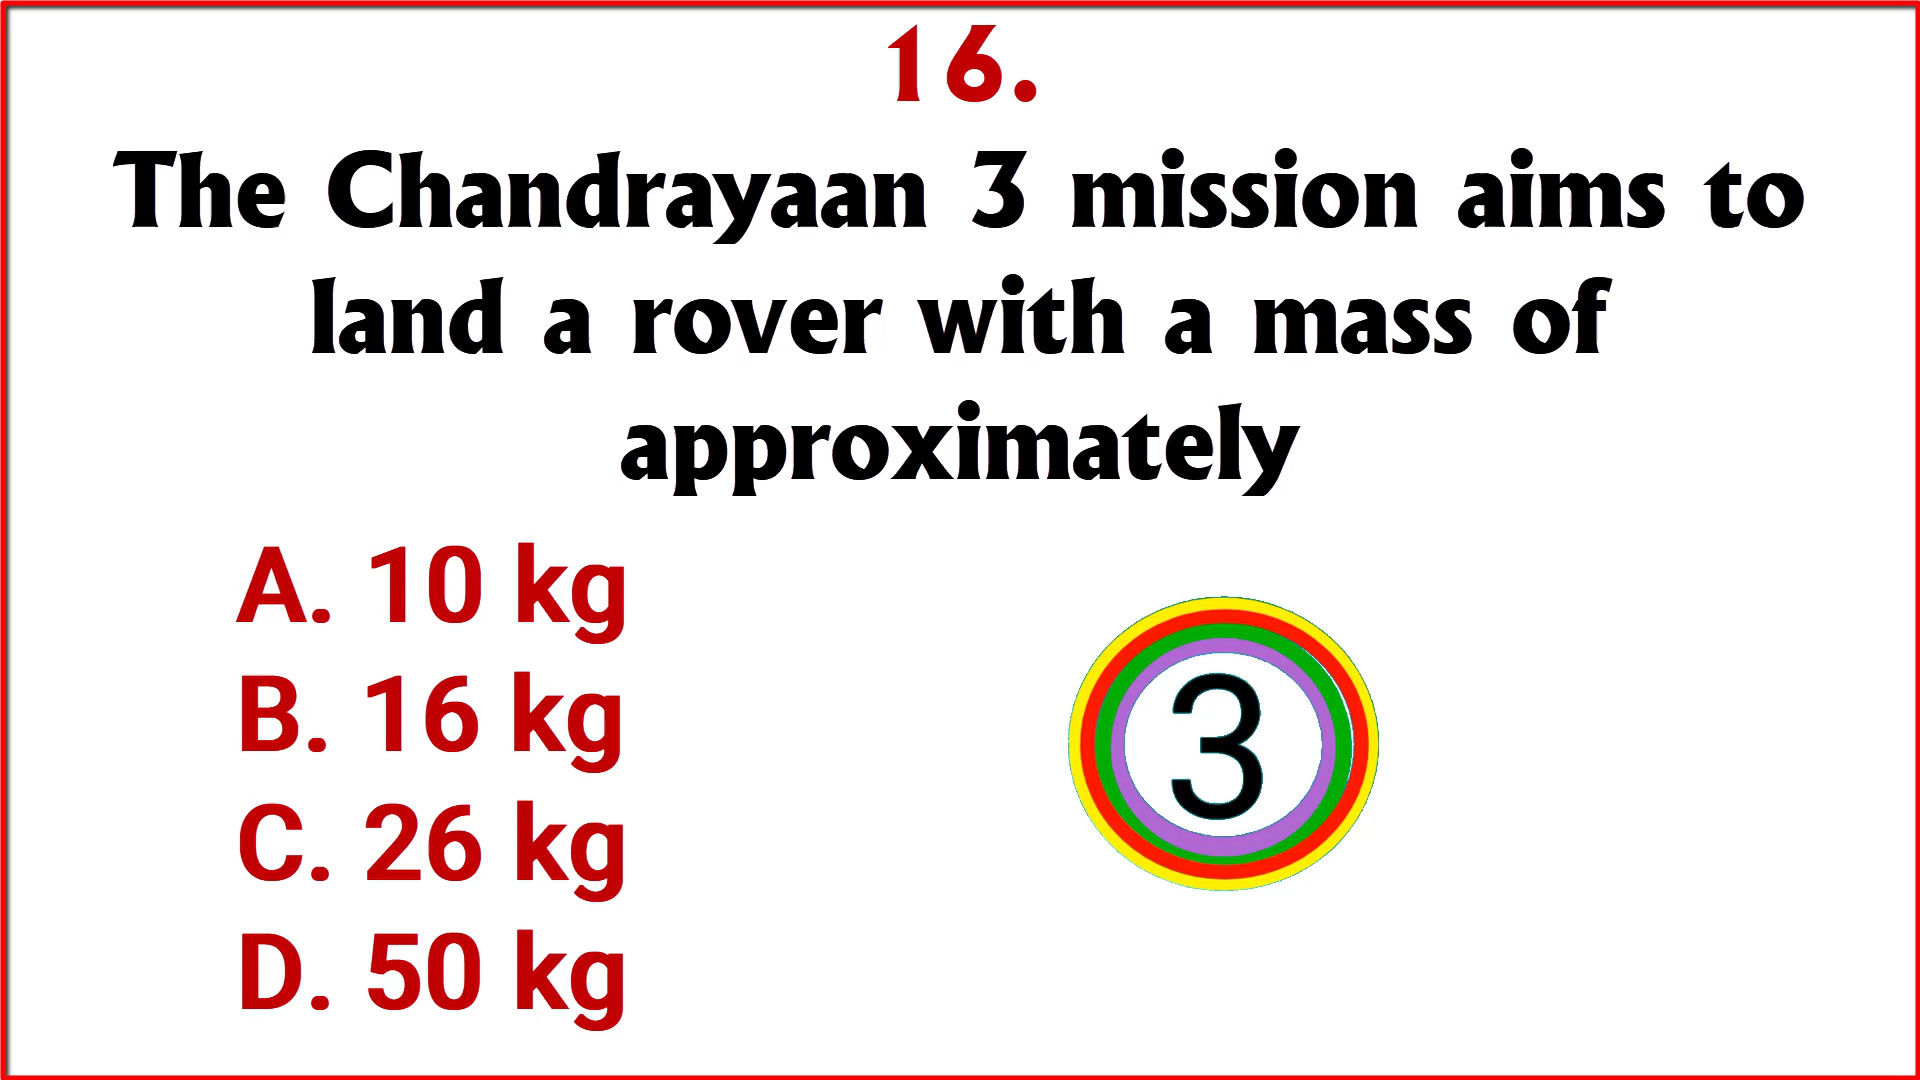 16.
The Chandrayaan 3 mission aims to
land a rover with a mass of
approximately
A. 10 kg
B. 16 kg
C. 26 kg
D. 50 kg
3